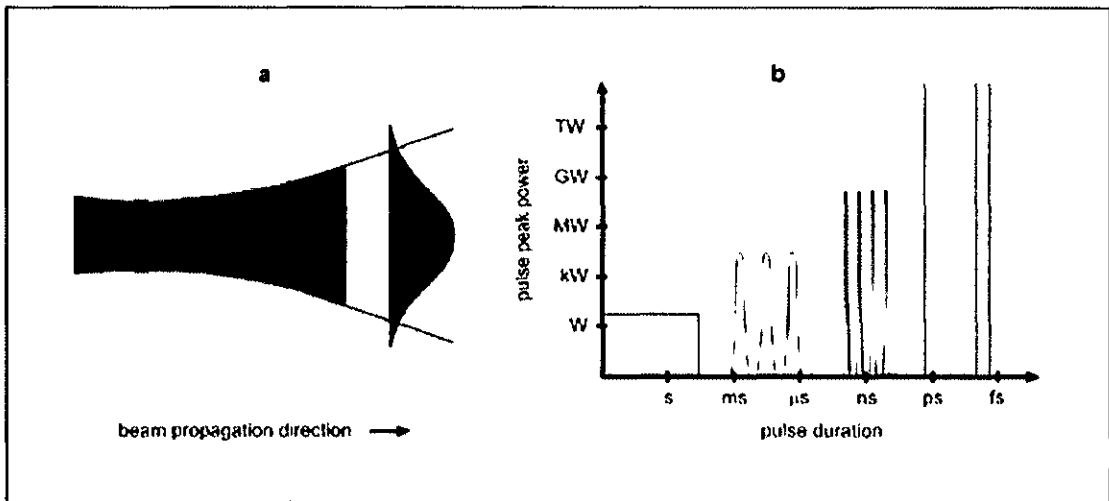 a
beam propagation direction
b
pulse peak power
TW
GW
MW
kW
W
s ms µs ns ps fs
pulse duration